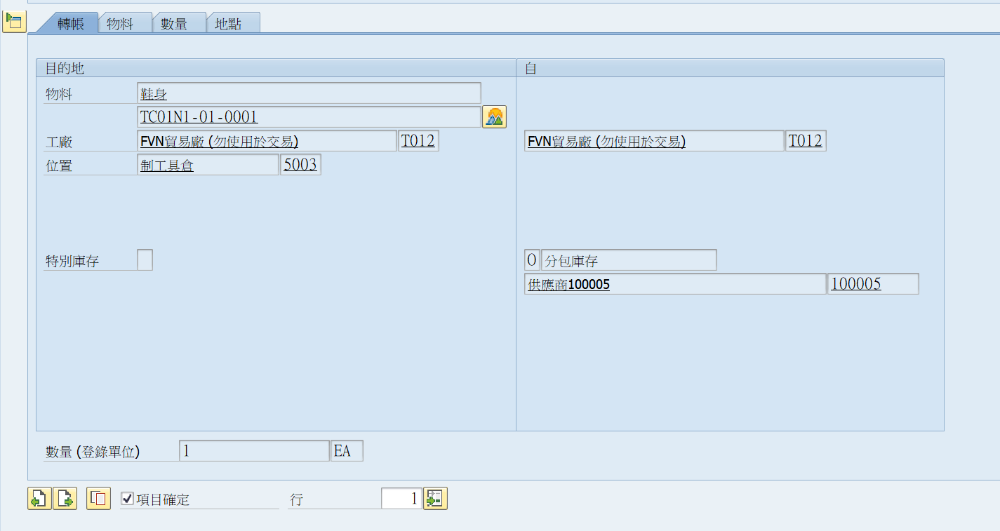 轉帳 物料 數量 地點
目的地 自
物料 鞋身
TC01N1-01-0001
工廠 FVN貿易廠 (勿使用於交易) T012 FVN貿易廠 (勿使用於交易) T012
位置 制工具倉 5003
特別庫存 O 分包庫存
供應商100005 100005
數量 (登錄單位) 1 EA
項目確定 行 1